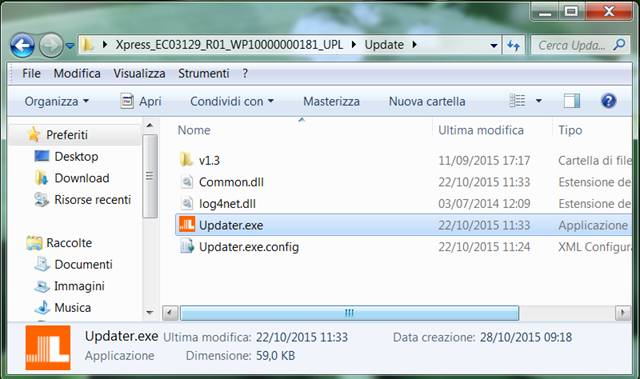 Xpress_EC03129_R01_WP10000000181_UPL Update Cerca Upda...
File Modifica Visualizza Strumenti ?
Organizza Apri Condividi con Masterizza Nuova cartella
Preferiti
Desktop
Download
Risorse recenti
Raccolte
Documenti
Immagini
Musica
Nome Ultima modifica Tipo
v1.3 11/09/2015 17:17 Cartella di file
Common.dll 22/10/2015 11:33 Estensione de
log4net.dll 03/07/2014 12:09 Estensione de
Updater.exe 22/10/2015 11:33 Applicazione
Updater.exe.config 22/10/2015 11:24 XML Configura
Updater.exe Ultima modifica: 22/10/2015 11:33 Data creazione: 28/10/2015 09:18
Applicazione Dimensione: 59,0 KB